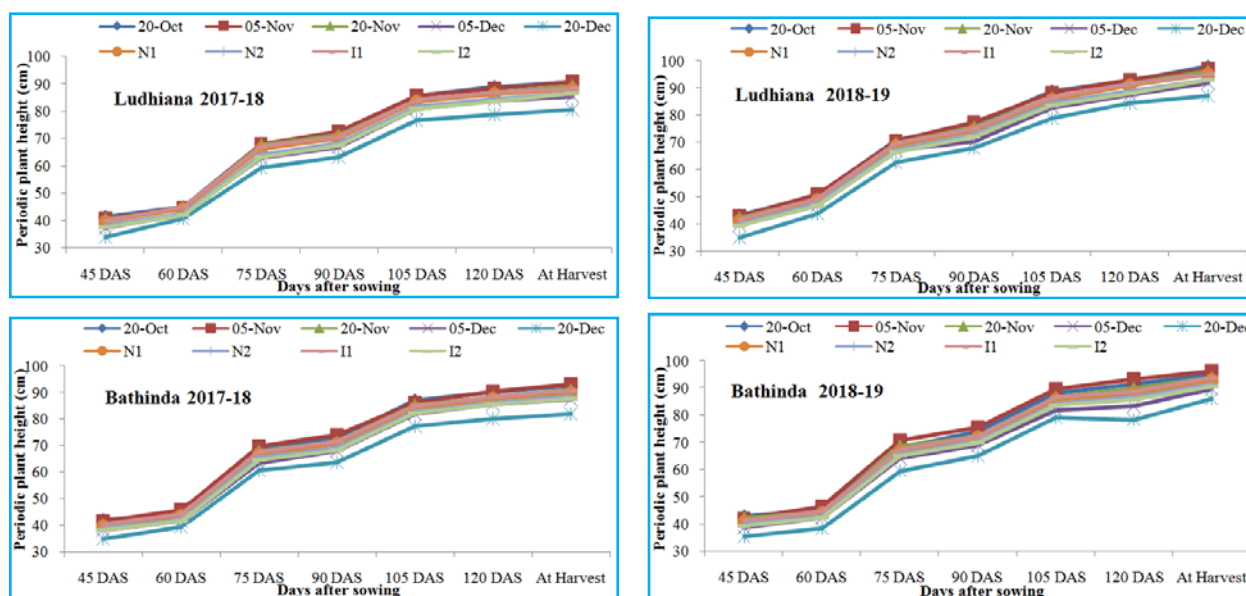 20-Oct 05-Nov 20-Nov 05-Dec 20-Dec
N1 N2 I1 I2
Ludhiana 2017-18
Periodic plant height (cm)
100
90
80
70
60
50
40
30
45 DAS 60 DAS 75 DAS 90 DAS 105 DAS 120 DAS At Harvest
Days after sowing
20-Oct 05-Nov 20-Nov 05-Dec 20-Dec
N1 N2 I1 I2
Ludhiana 2018-19
Periodic plant height (cm)
100
90
80
70
60
50
40
30
45 DAS 60 DAS 75 DAS 90 DAS 105 DAS 120 DAS At Harvest
Days after sowing
20-Oct 05-Nov 20-Nov 05-Dec 20-Dec
N1 N2 I1 I2
Bathinda 2017-18
Periodic plant height (cm)
100
90
80
70
60
50
40
30
45 DAS 60 DAS 75 DAS 90 DAS 105 DAS 120 DAS At Harvest
Days after sowing
20-Oct 05-Nov 20-Nov 05-Dec 20-Dec
N1 N2 I1 I2
Bathinda 2018-19
Periodic plant height (cm)
100
90
80
70
60
50
40
30
45 DAS 60 DAS 75 DAS 90 DAS 105 DAS 120 DAS At Harvest
Days after sowing